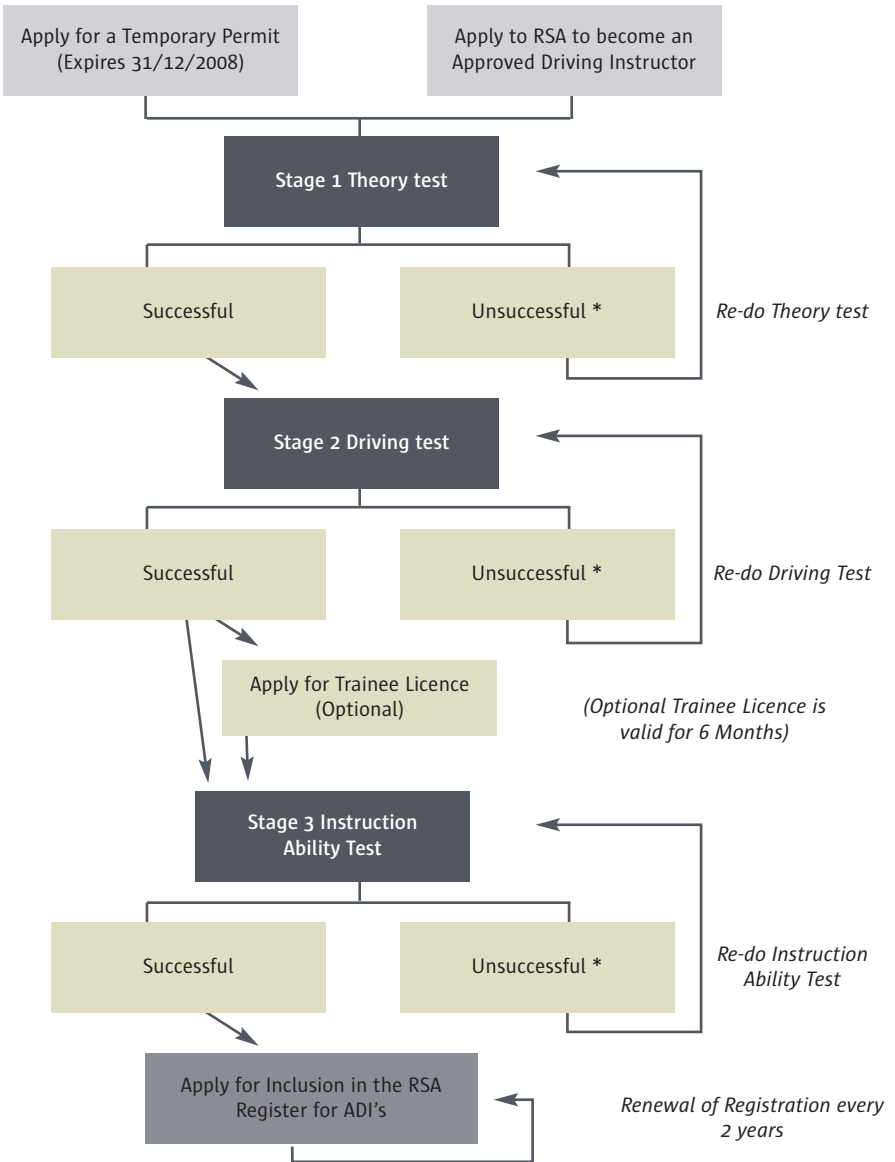 Apply for a Temporary Permit
(Expires 31/12/2008)
Apply to RSA to become an
Approved Driving Instructor
Stage 1 Theory test
Successful
Unsuccessful *
Re-do Theory test
Stage 2 Driving test
Successful
Unsuccessful *
Re-do Driving Test
Apply for Trainee Licence
(Optional)
(Optional Trainee Licence is
valid for 6 Months)
Stage 3 Instruction
Ability Test
Successful
Unsuccessful *
Re-do Instruction
Ability Test
Apply for Inclusion in the RSA
Register for ADI's
Renewal of Registration every
2 years